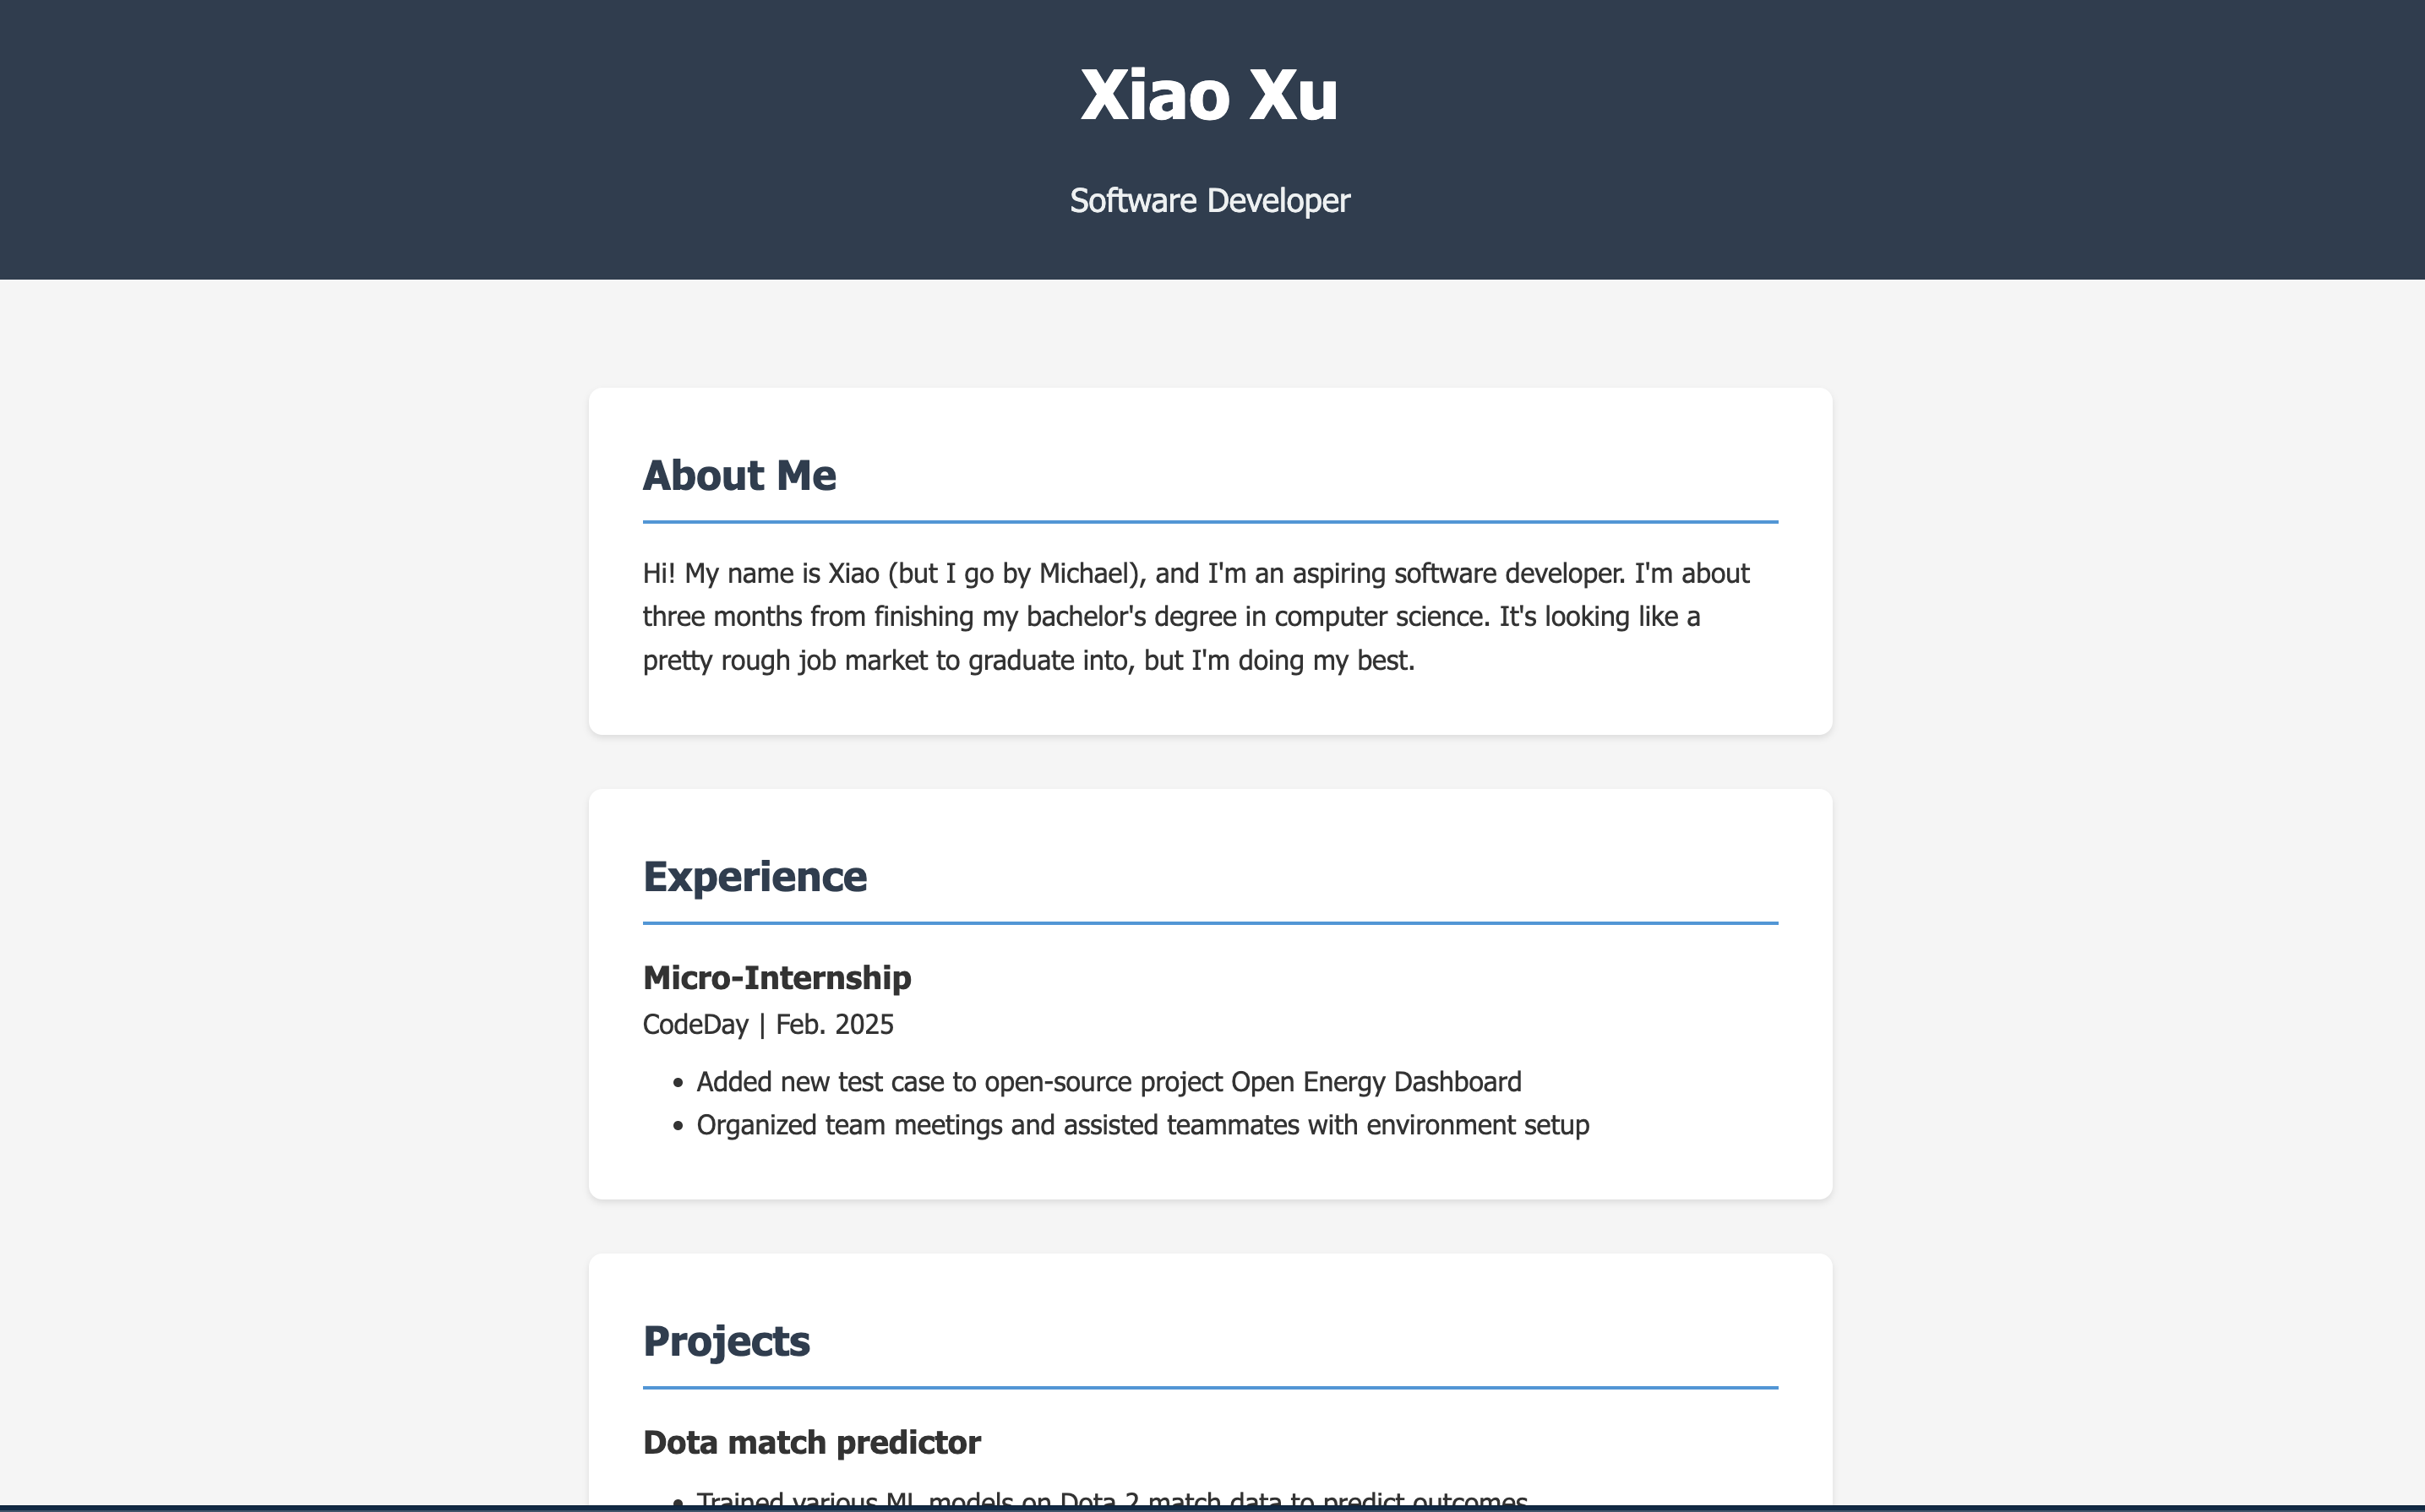 Xiao Xu
Software Developer
About Me
Hi! My name is Xiao (but I go by Michael), and I'm an aspiring software developer. I'm about
three months from finishing my bachelor's degree in computer science. It's looking like a
pretty rough job market to graduate into, but I'm doing my best.
Experience
Micro-Internship
CodeDay | Feb. 2025
• Added new test case to open-source project Open Energy Dashboard
• Organized team meetings and assisted teammates with environment setup
Projects
Dota match predictor
• Trained various ML models on Dota 2 match data to predict outcomes